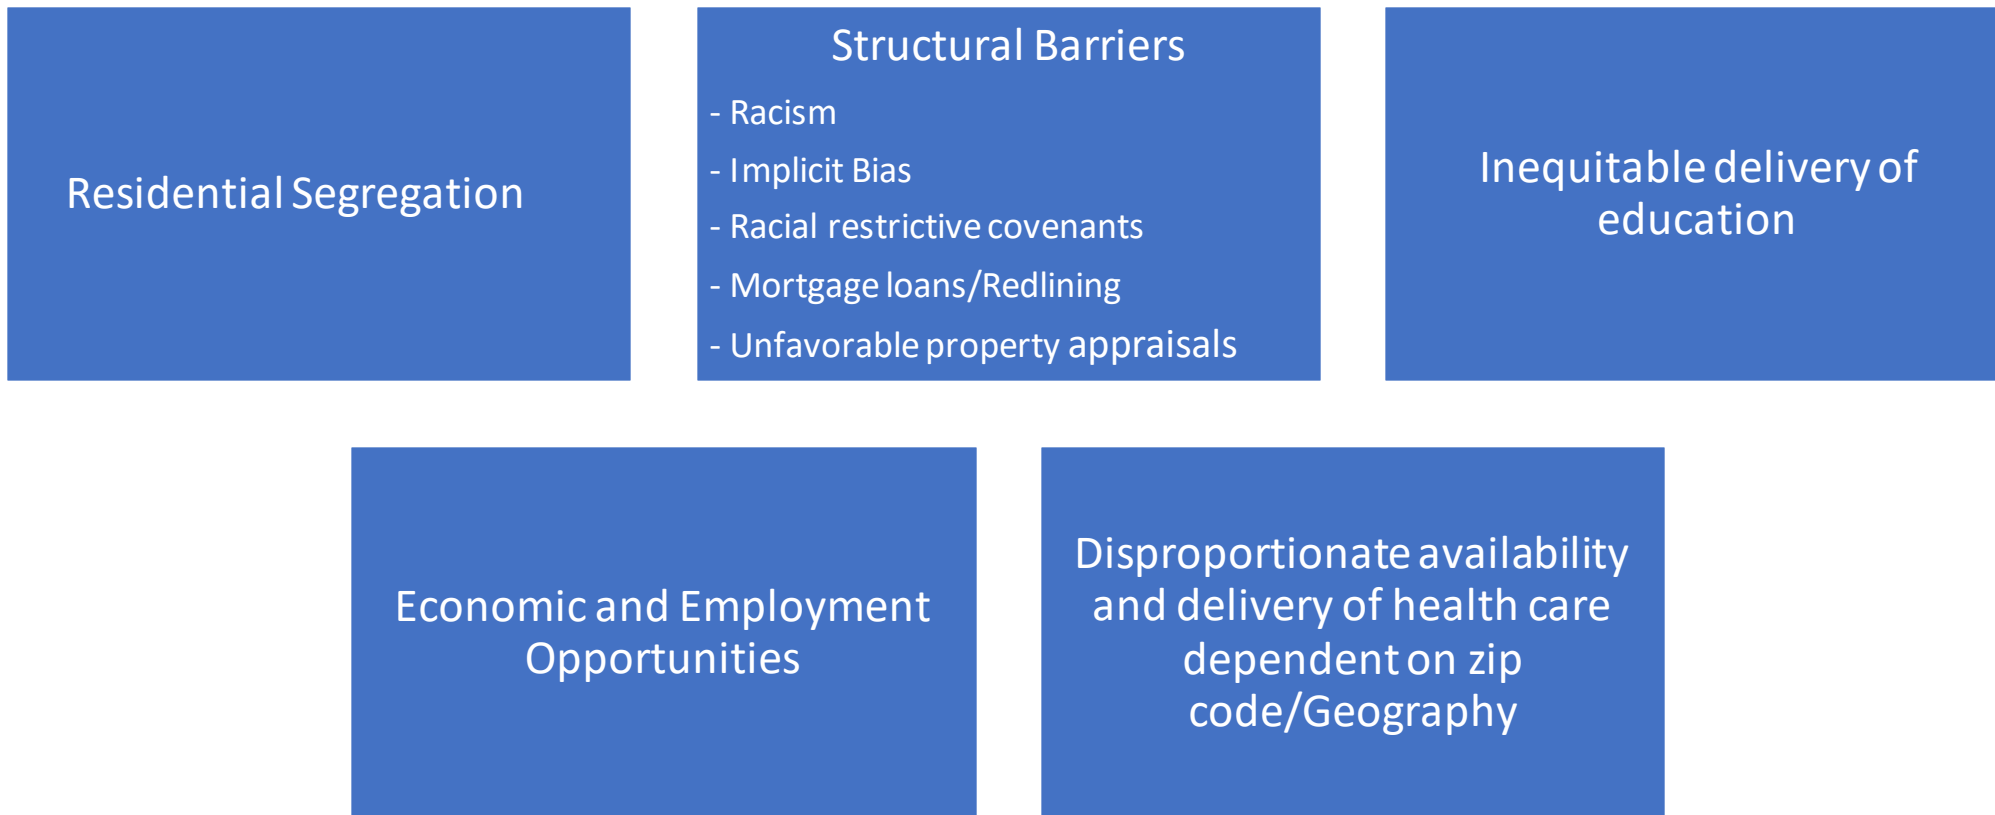 Residential Segregation
Structural Barriers
- Racism
- Implicit Bias
- Racial restrictive covenants
- Mortgage loans/Redlining
- Unfavorable property appraisals
Inequitable delivery of
education
Economic and Employment
Opportunities
Disproportionate availability
and delivery of health care
dependent on zip
code/Geography